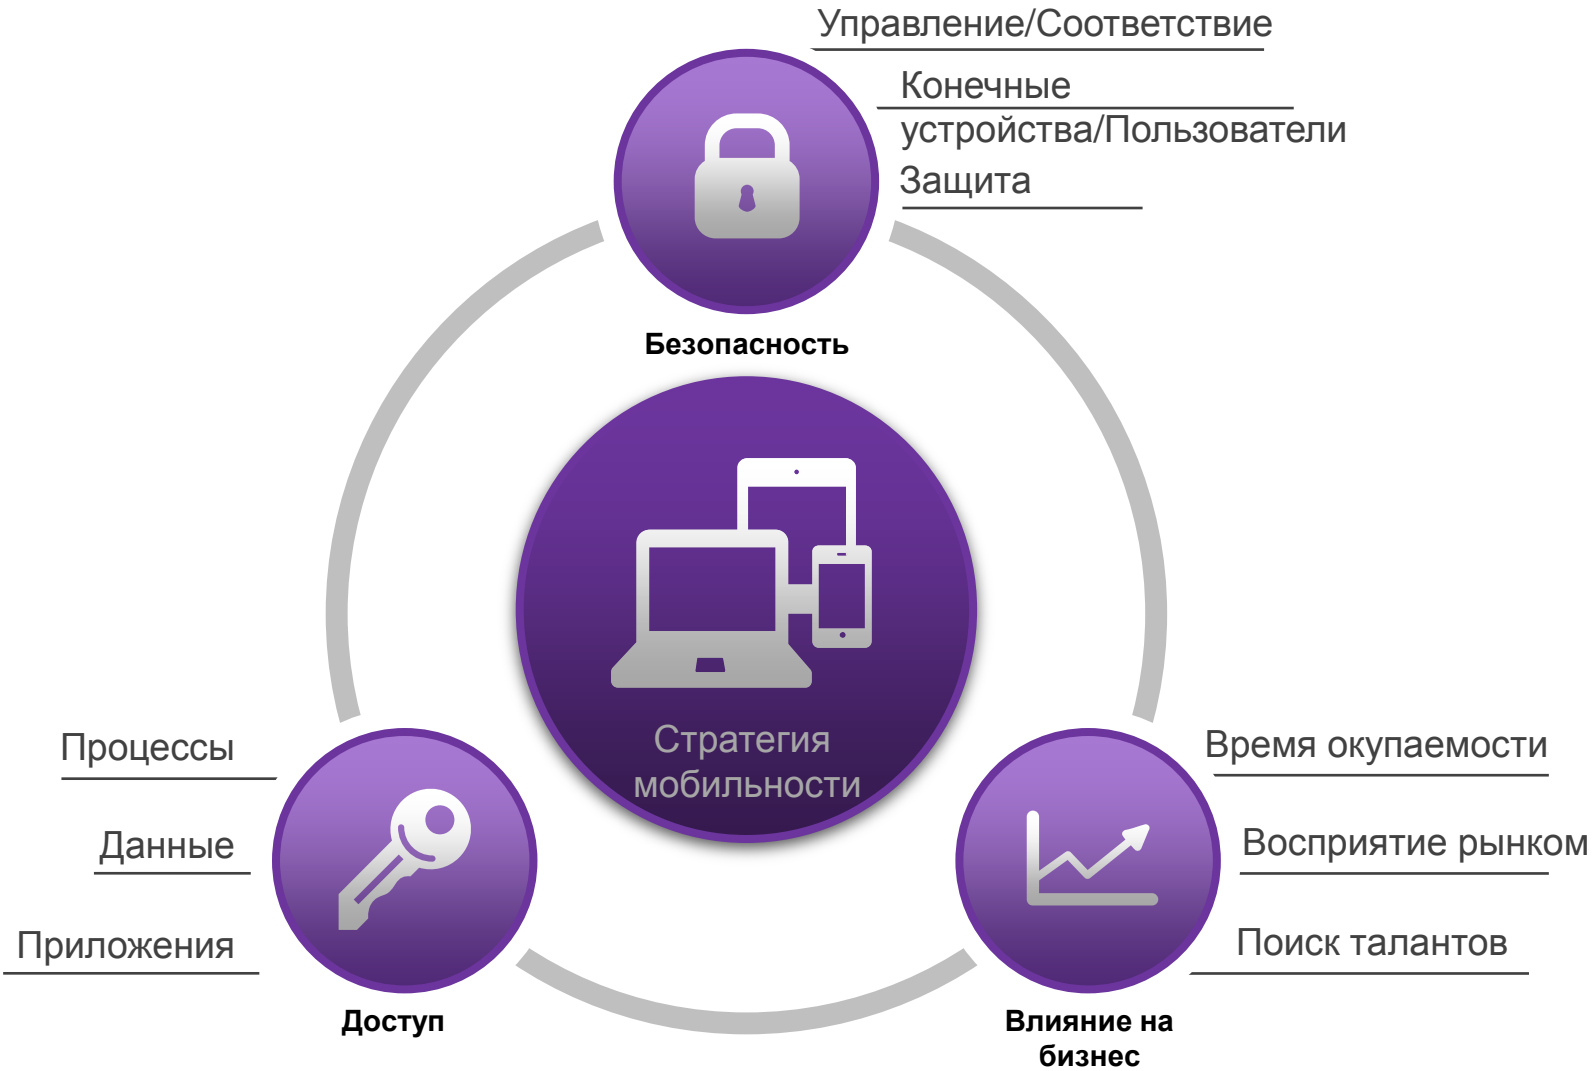 Управление/Соответствие
Конечные
устройства/Пользователи
Защита
Безопасность
Стратегия
мобильности
Процессы
Данные
Приложения
Доступ
Время окупаемости
Восприятие рынком
Поиск талантов
Влияние на
бизнес